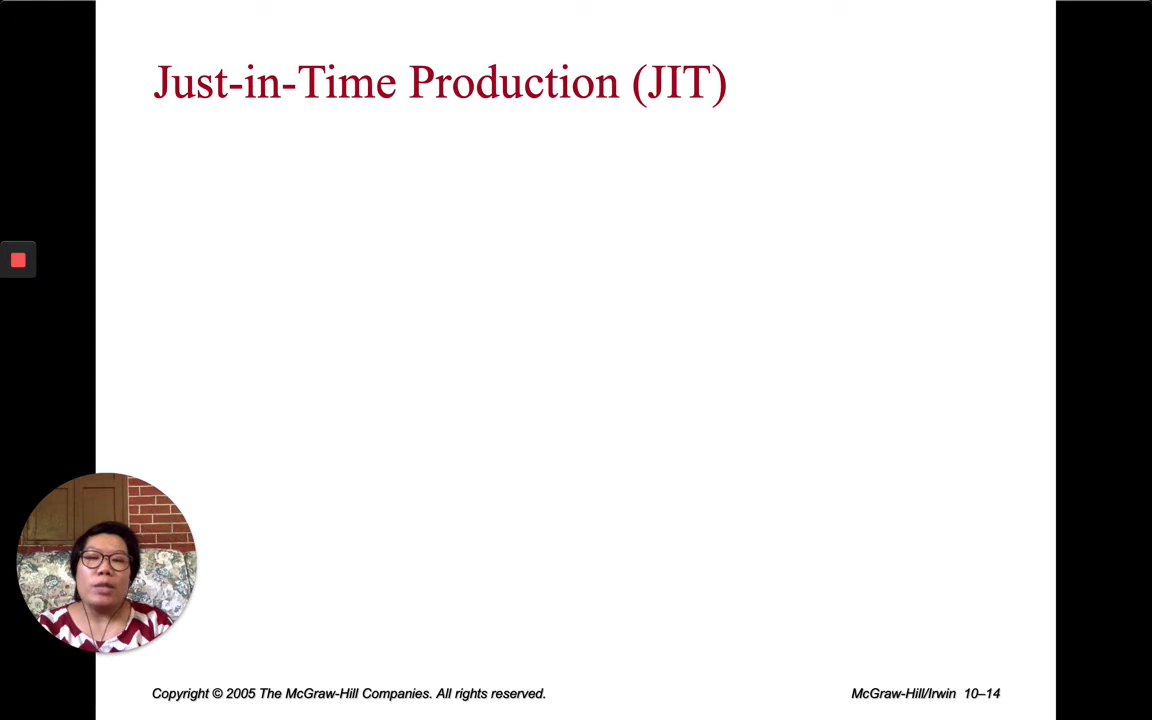 Just-in-Time Production (JIT)
Copyright © 2005 The McGraw-Hill Companies. All rights reserved.
McGraw-Hill/Irwin 10–14